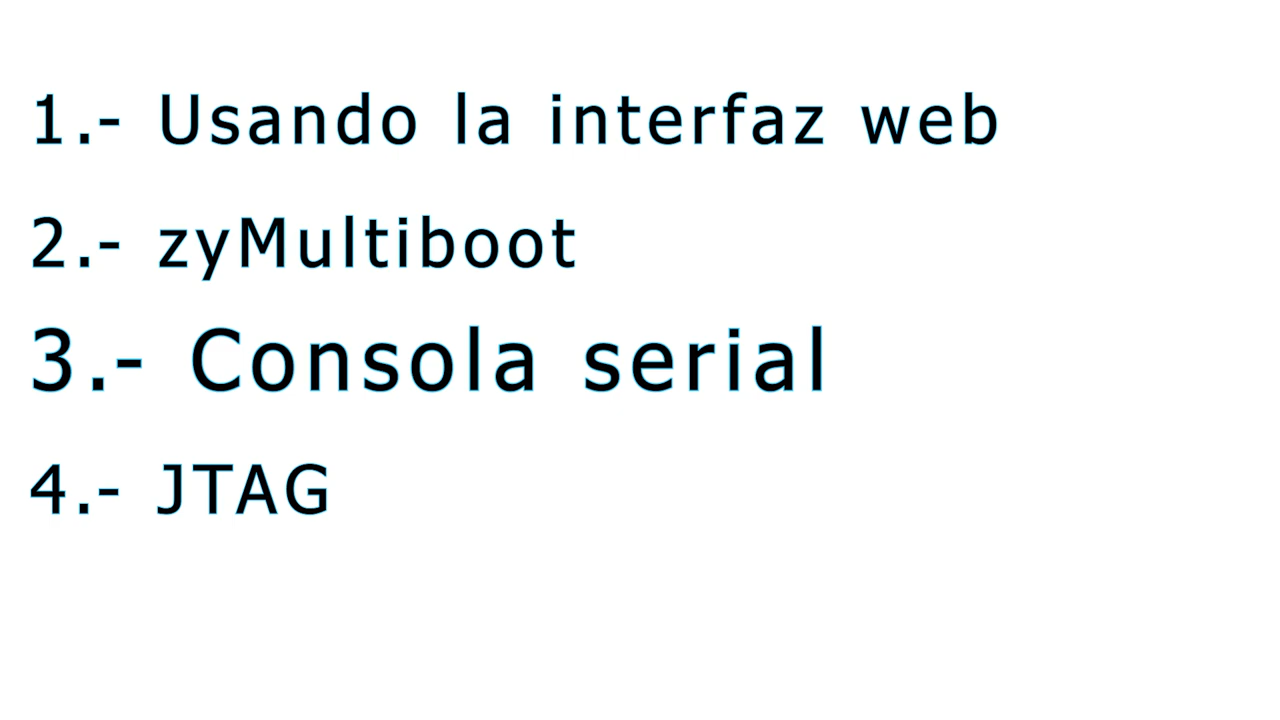 1.- Usando la interfaz web
2.- zyMultiboot
3.- Consola serial
4.- JTAG